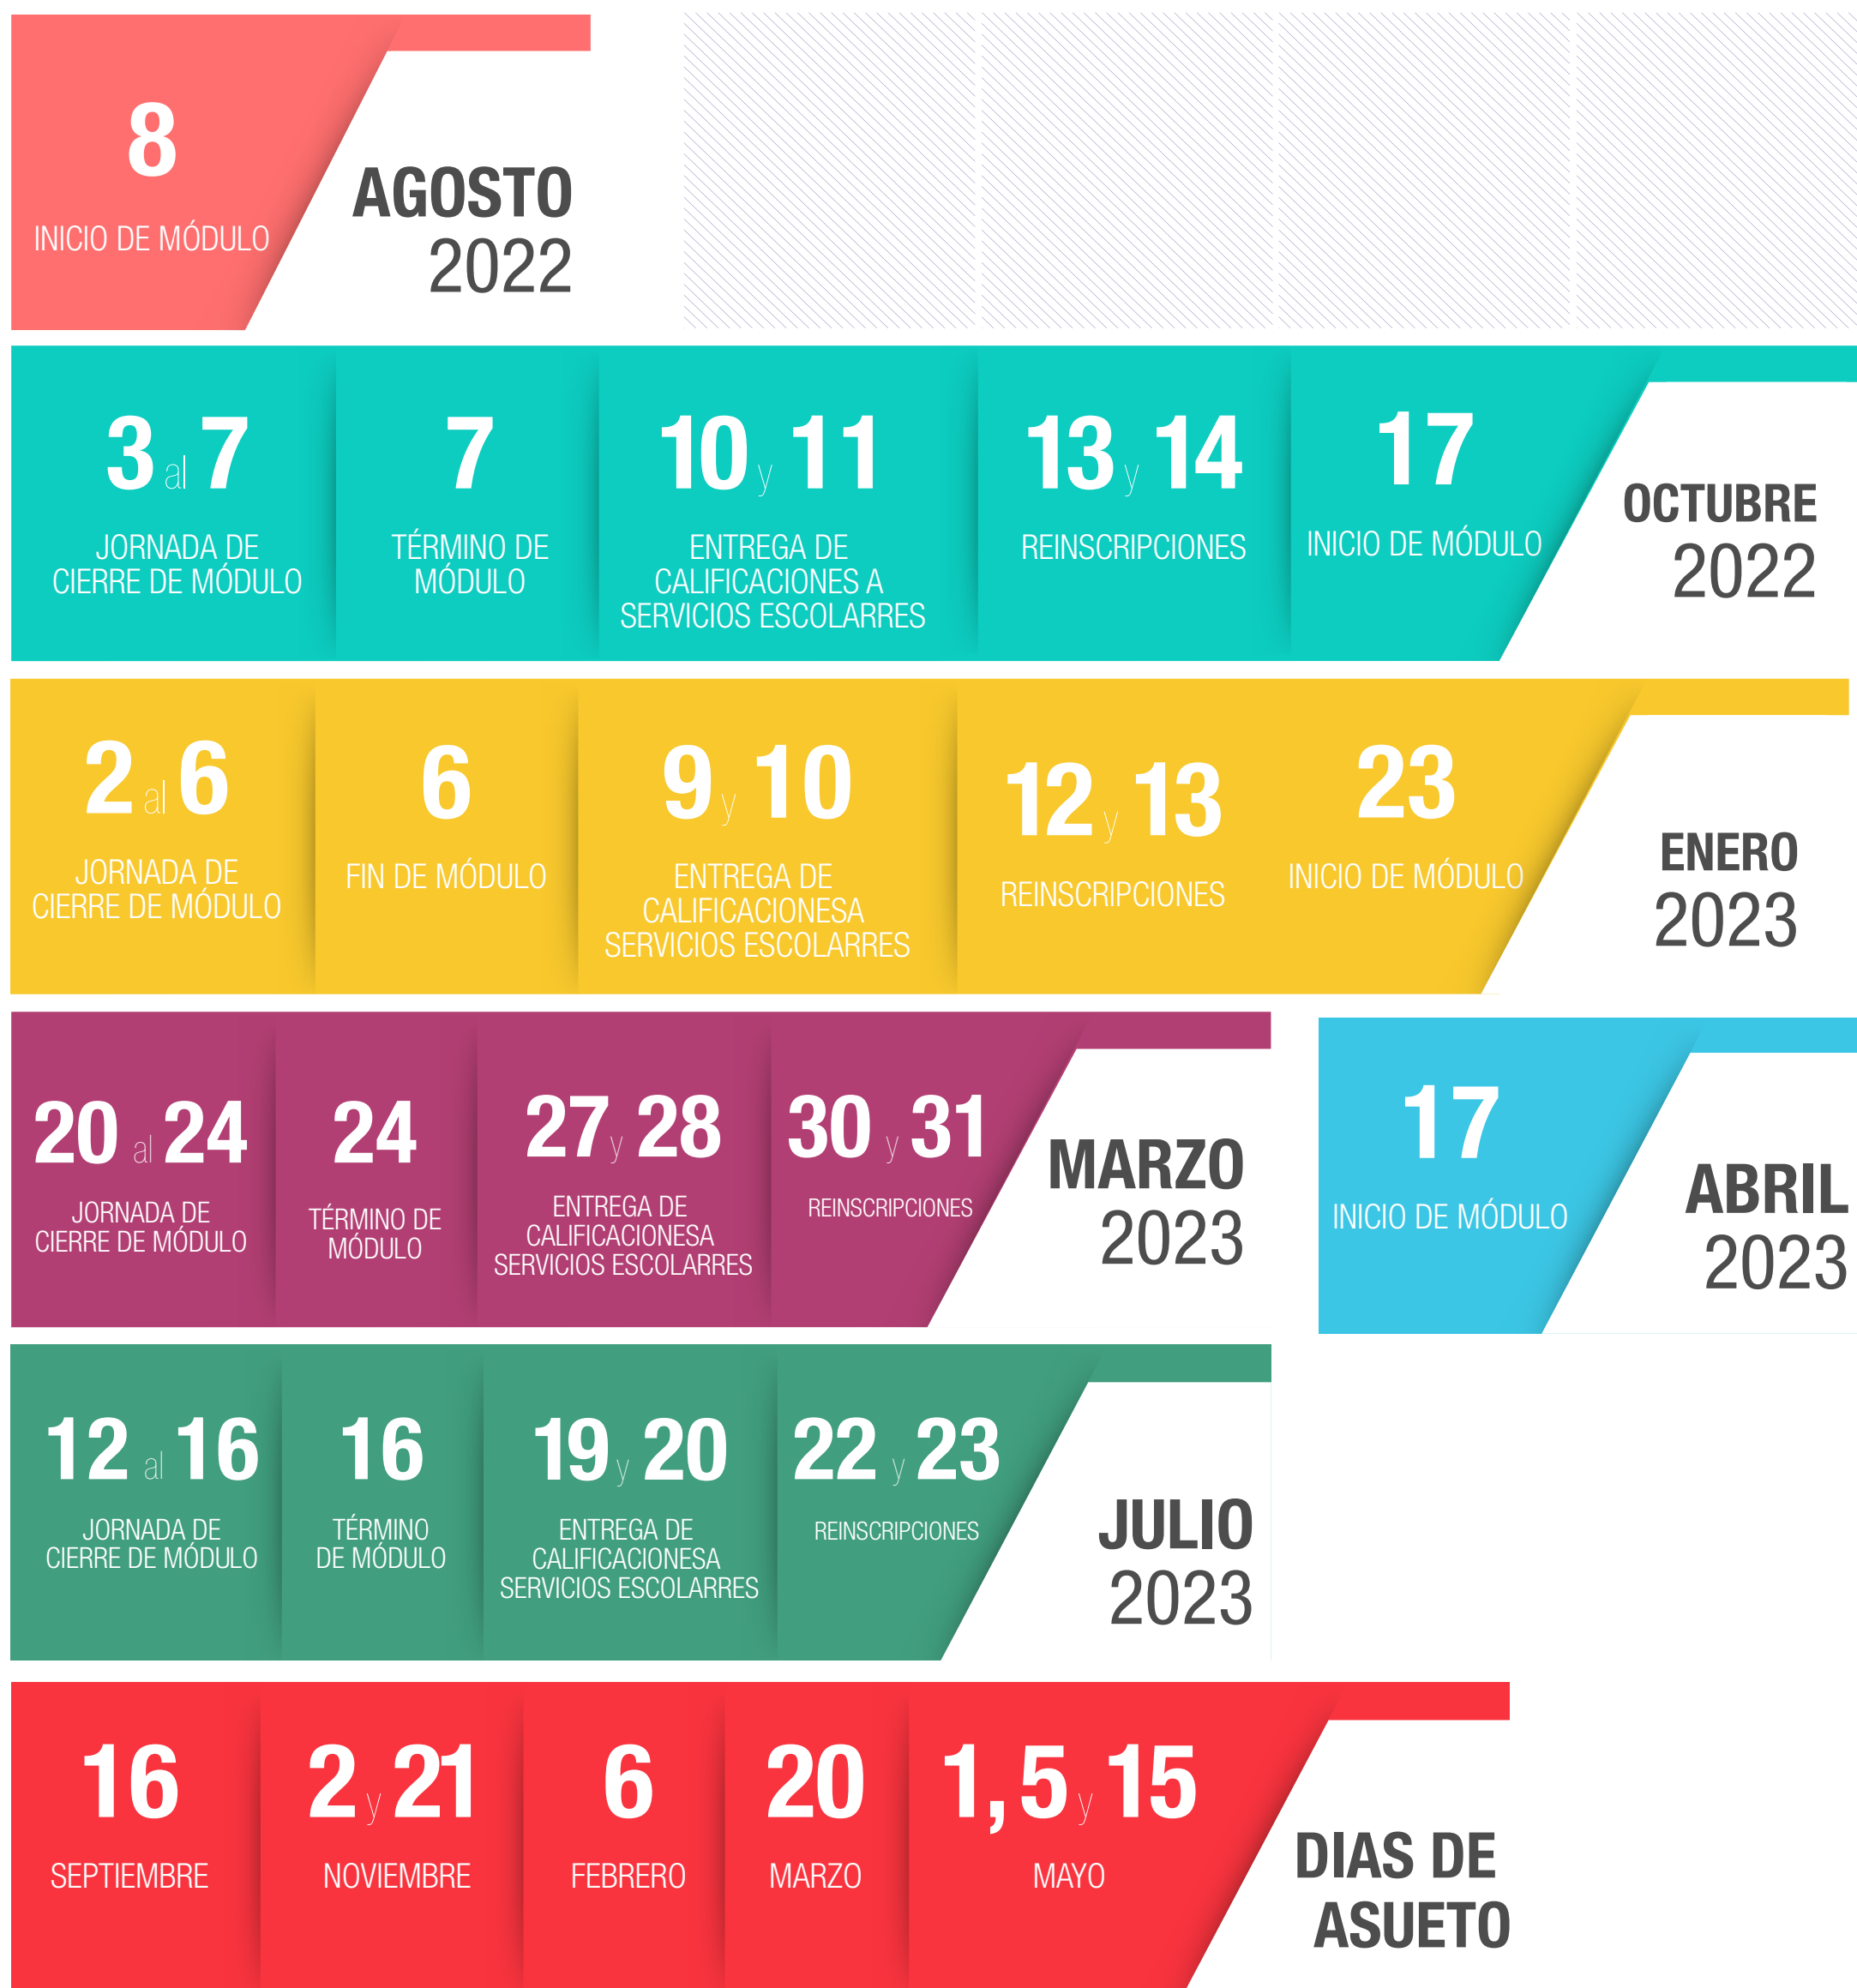 8
INICIO DE MÓDULO
AGOSTO
2022
3 al 7
JORNADA DE
CIERRE DE MÓDULO
7
TÉRMINO DE
MÓDULO
10 y 11
ENTREGA DE
CALIFICACIONES A
SERVICIOS ESCOLARRES
13 y 14
REINSCRIPCIONES
17
INICIO DE MÓDULO
OCTUBRE
2022
2 al 6
JORNADA DE
CIERRE DE MÓDULO
6
FIN DE MÓDULO
9 y 10
ENTREGA DE
CALIFICACIONESA
SERVICIOS ESCOLARRES
12 y 13
REINSCRIPCIONES
23
INICIO DE MÓDULO
ENERO
2023
20 al 24
JORNADA DE
CIERRE DE MÓDULO
24
TÉRMINO DE
MÓDULO
27 y 28
ENTREGA DE
CALIFICACIONESA
SERVICIOS ESCOLARRES
30 y 31
REINSCRIPCIONES
MARZO
2023
17
INICIO DE MÓDULO
ABRIL
2023
12 al 16
JORNADA DE
CIERRE DE MÓDULO
16
TÉRMINO
DE MÓDULO
19 y 20
ENTREGA DE
CALIFICACIONESA
SERVICIOS ESCOLARRES
22 y 23
REINSCRIPCIONES
JULIO
2023
16
SEPTIEMBRE
2 y 21
NOVIEMBRE
6
FEBRERO
20
MARZO
1, 5 y 15
MAYO
DIAS DE
ASUETO